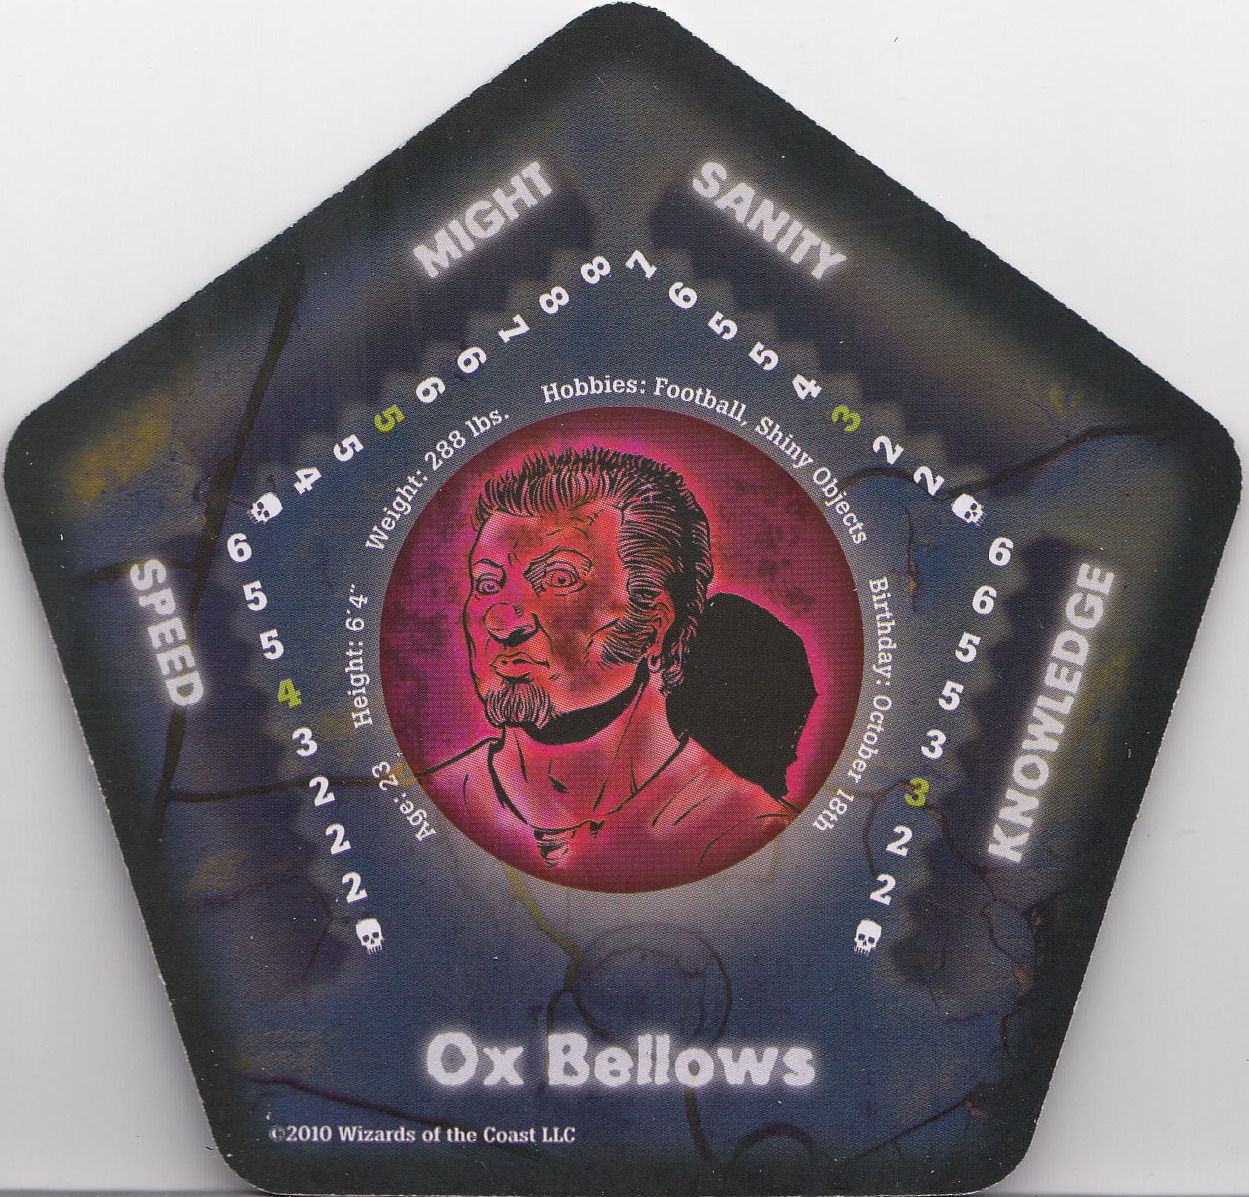 MIGHT
SANITY
SPEED
KNOWLEDGE
4 5 5 6 6 7 8 8
7 6 5 5 4 3 2 2
6 5 5 4 3 2 2 2
6 6 5 5 3 3 2 2
Age: 23
Height: 6´4˝
Weight: 288 lbs.
Hobbies: Football, Shiny Objects
Birthday: October 18th
Ox Bellows
©2010 Wizards of the Coast LLC